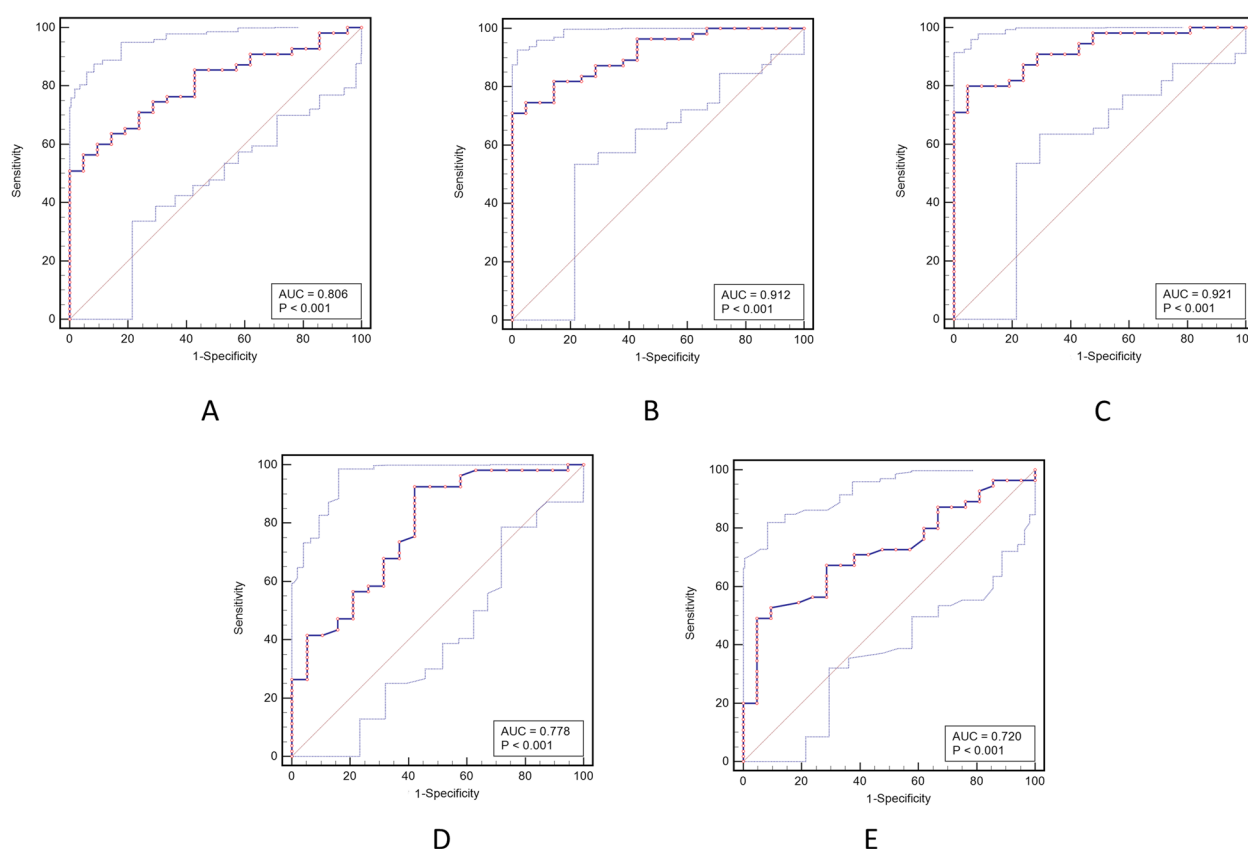 100
80
60
40
20
0
Sensitivity
0 20 40 60 80 100
1-Specificity
AUC = 0.806
P < 0.001
A
100
80
60
40
20
0
Sensitivity
0 20 40 60 80 100
1-Specificity
AUC = 0.912
P < 0.001
B
100
80
60
40
20
0
Sensitivity
0 20 40 60 80 100
1-Specificity
AUC = 0.921
P < 0.001
C
100
80
60
40
20
0
Sensitivity
0 20 40 60 80 100
1-Specificity
AUC = 0.778
P < 0.001
D
100
80
60
40
20
0
Sensitivity
0 20 40 60 80 100
1-Specificity
AUC = 0.720
P < 0.001
E